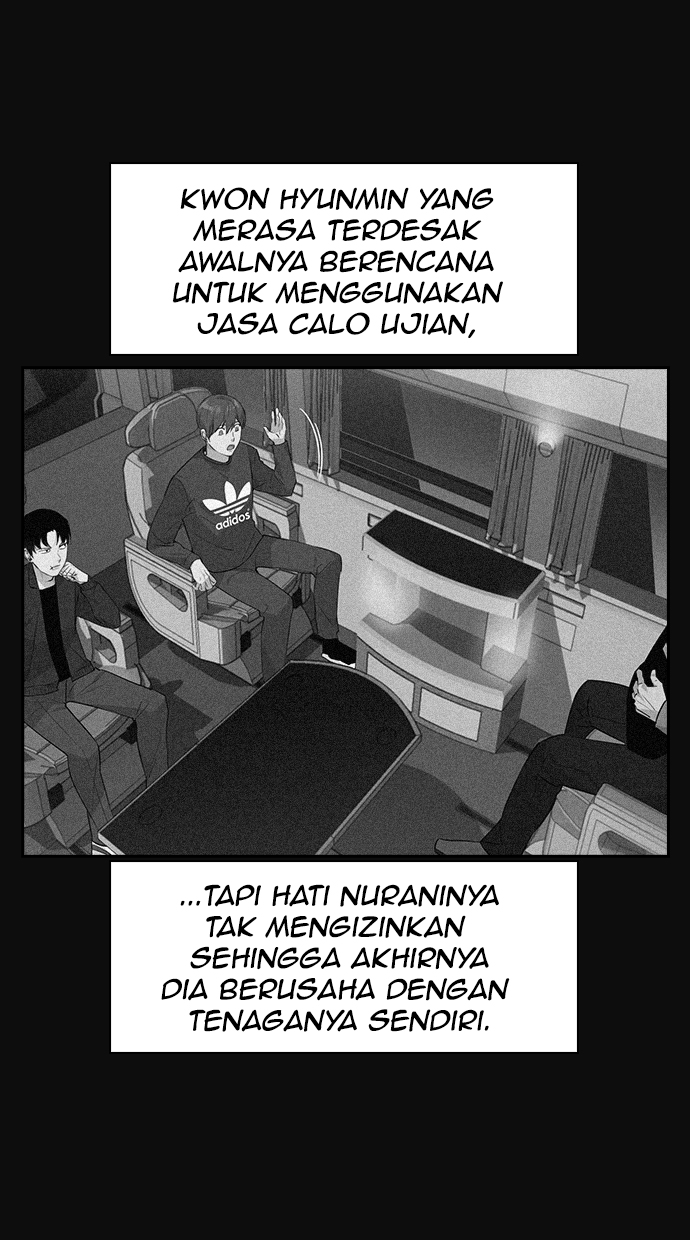 KWON HYUNMIN YANG
MERASA TERDESAK
AWALNYA BERENCANA
UNTUK MENGGUNAKAN
JASA CALO UJIAN,
adidas
...TAPI HATI NURANINYA
TAK MENGIZINKAN
SEHINGGA AKHIRNYA
DIA BERUSAHA DENGAN
TENAGANYA SENDIRI.